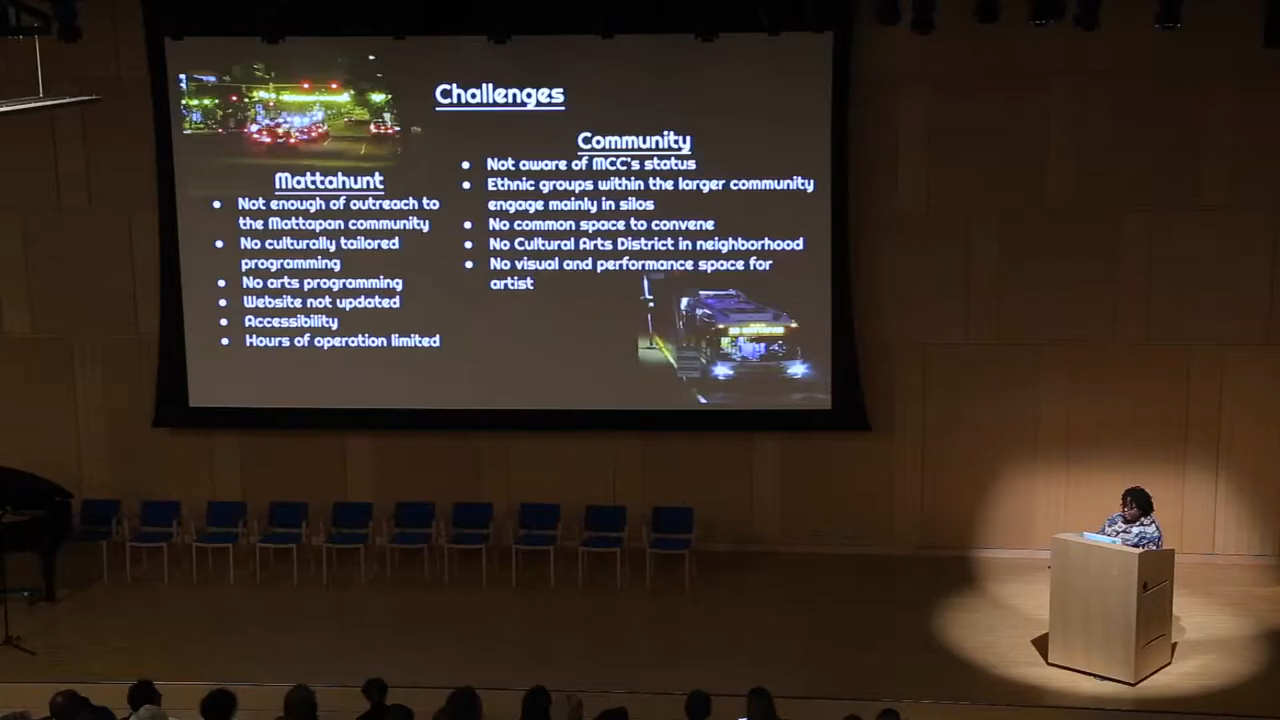 Challenges
Mattahunt
• Not enough of outreach to
the Mattapan community
• No culturally tailored
programming
• No arts programming
• Website not updated
• Accessibility
• Hours of operation limited
Community
• Not aware of MCC's status
• Ethnic groups within the larger community
engage mainly in silos
• No common space to convene
• No Cultural Arts District in neighborhood
• No visual and performance space for
artist
MATTAPAN